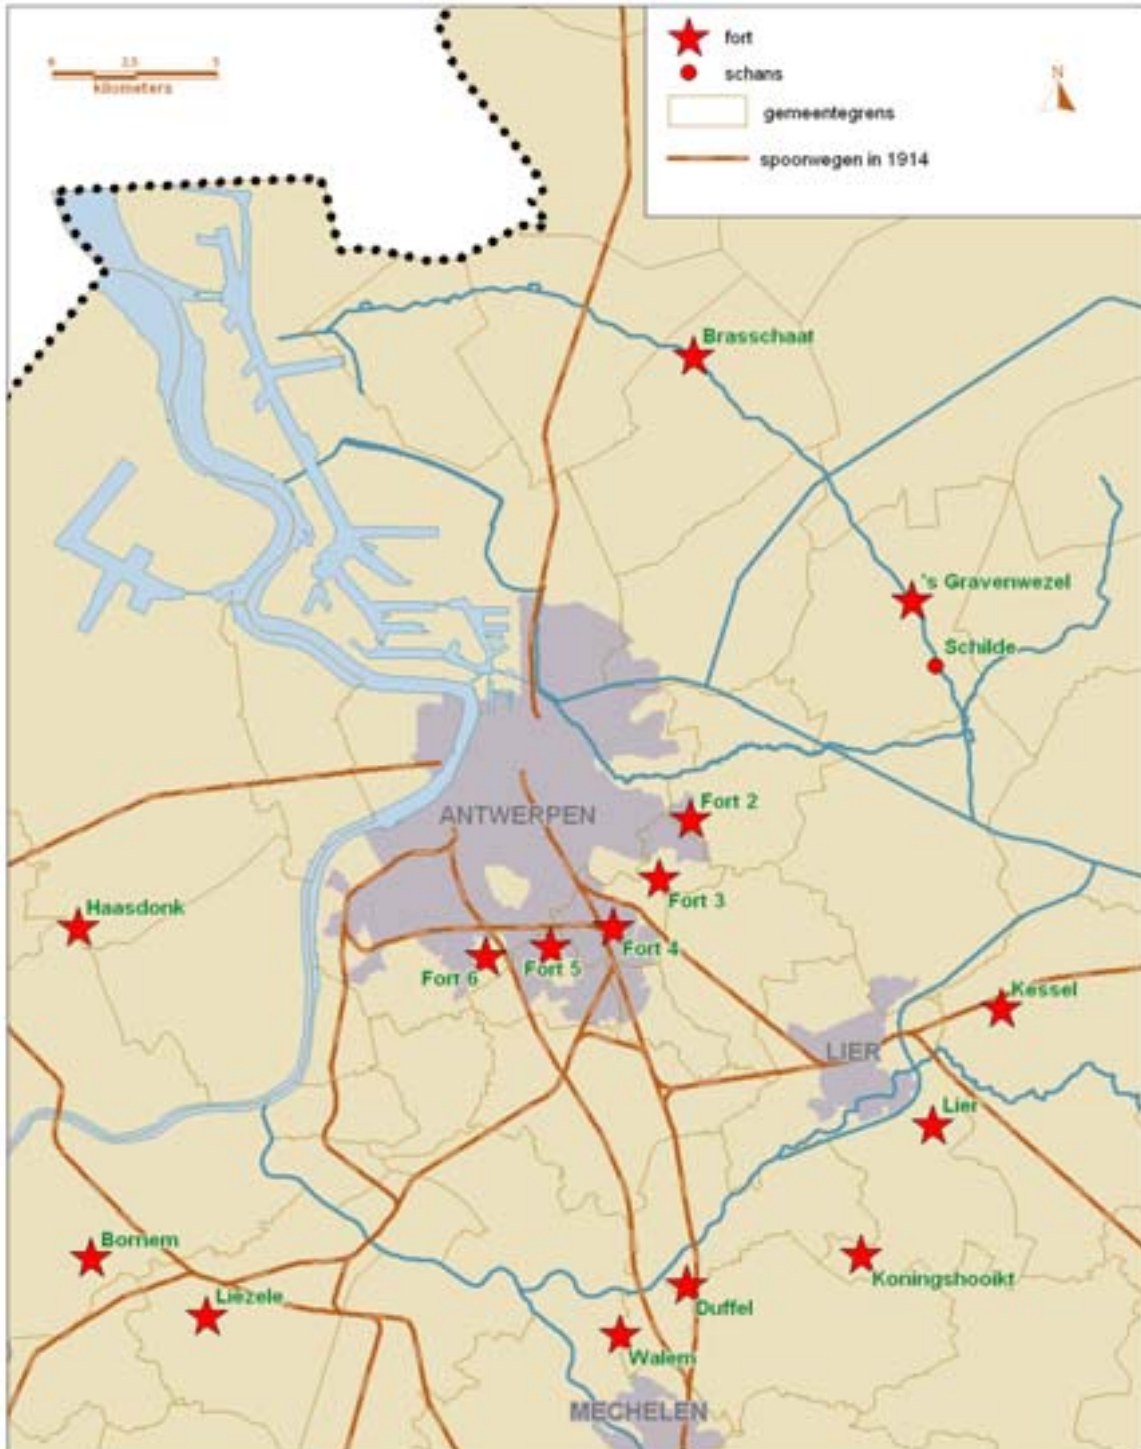 0 2.5 5
kilometers
fort
schans
gemeentegrens
spoorwegen in 1914
N
Brasschaat
's Gravenwezel
Schilde
ANTWERPEN
Fort 2
Fort 3
Haasdonk
Fort 4
Fort 5
Fort 6
Kessel
LIER
Lier
Bornem
Koningshooikt
Liezele
Duffel
Walem
MECHELEN